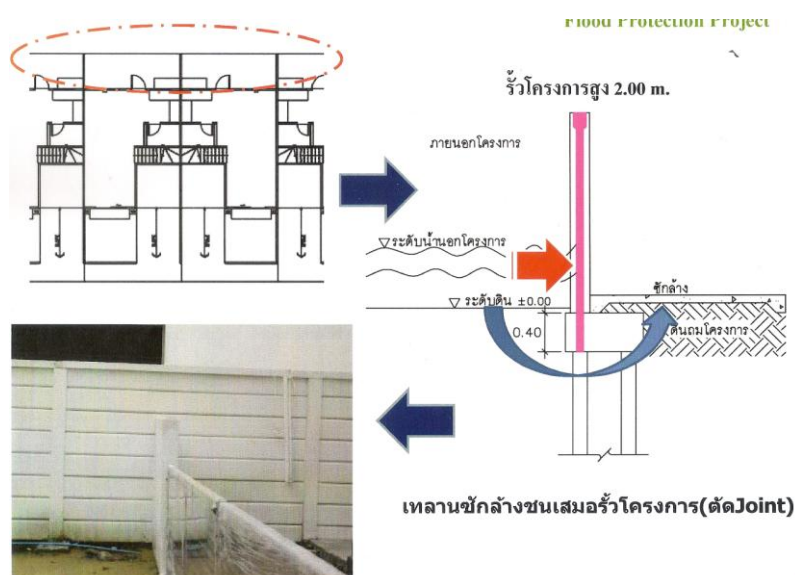 Flood Protection Project
รั้วโครงการสูง 2.00 m.
ภายนอกโครงการ
ระดับน้ำนอกโครงการ
ซักล้าง
ระดับดิน ±0.00
0.40
ดินถมโครงการ
เทลานซักล้างชนเสมอรั้วโครงการ(ตัดJoint)